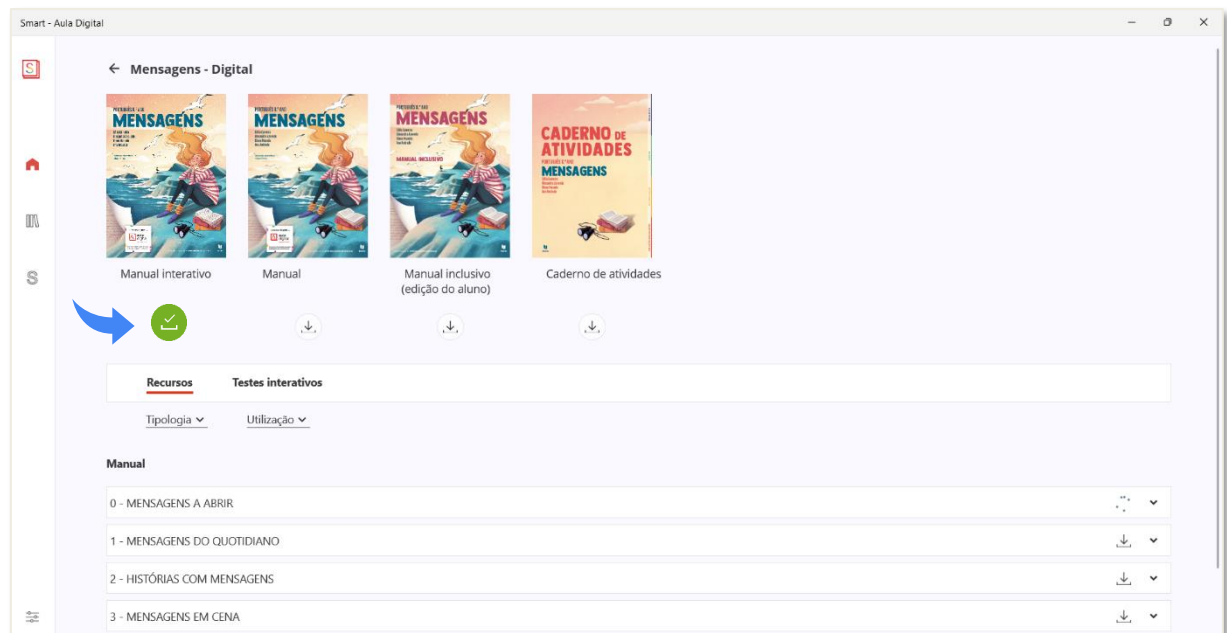 Smart - Aula Digital
Mensagens - Digital
MENSAGENS
MENSAGENS
MENSAGENS
MANUAL INCLUSIVO
CADERNO DE
ATIVIDADES
MENSAGENS
Manual interativo
Manual
Manual inclusivo
(edição do aluno)
Caderno de atividades
Recursos
Testes interativos
Tipologia
Utilização
Manual
0 - MENSAGENS A ABRIR
1 - MENSAGENS DO QUOTIDIANO
2 - HISTÓRIAS COM MENSAGENS
3 - MENSAGENS EM CENA